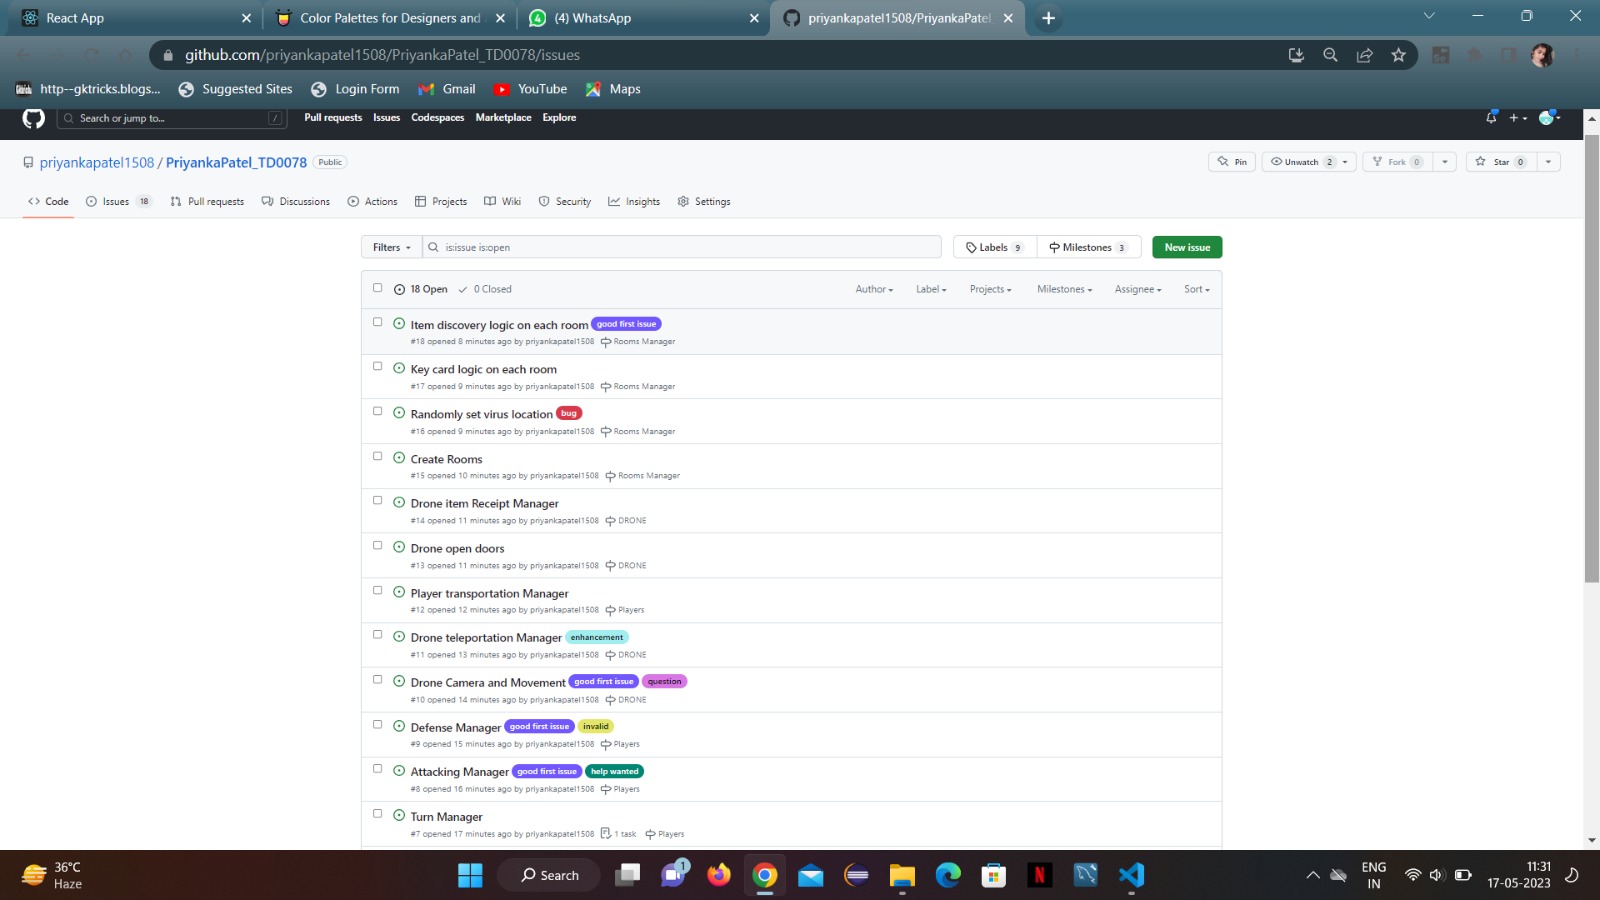 React App
Color Palettes for Designers and
(4) WhatsApp
priyankapatel1508/PriyankaPatel_
github.com/priyankapatel1508/PriyankaPatel_TD0078/issues
http--gktricks.blogs...
Suggested Sites
Login Form
Gmail
YouTube
Maps
Search or jump to...
/
Pull requests
Issues
Codespaces
Marketplace
Explore
priyankapatel1508 / PriyankaPatel_TD0078
Public
Pin
Unwatch 2
Fork 0
Star 0
Code
Issues 18
Pull requests
Discussions
Actions
Projects
Wiki
Security
Insights
Settings
Filters
is:issue is:open
Labels 9
Milestones 3
New issue
18 Open
0 Closed
Author
Label
Projects
Milestones
Assignee
Sort
Item discovery logic on each room good first issue
#18 opened 8 minutes ago by priyankapatel1508 Rooms Manager
Key card logic on each room
#17 opened 9 minutes ago by priyankapatel1508 Rooms Manager
Randomly set virus location bug
#16 opened 9 minutes ago by priyankapatel1508 Rooms Manager
Create Rooms
#15 opened 10 minutes ago by priyankapatel1508 Rooms Manager
Drone item Receipt Manager
#14 opened 11 minutes ago by priyankapatel1508 DRONE
Drone open doors
#13 opened 11 minutes ago by priyankapatel1508 DRONE
Player transportation Manager
#12 opened 12 minutes ago by priyankapatel1508 Players
Drone teleportation Manager enhancement
#11 opened 13 minutes ago by priyankapatel1508 DRONE
Drone Camera and Movement good first issue question
#10 opened 14 minutes ago by priyankapatel1508 DRONE
Defense Manager good first issue invalid
#9 opened 15 minutes ago by priyankapatel1508 Players
Attacking Manager good first issue help wanted
#8 opened 16 minutes ago by priyankapatel1508 Players
Turn Manager
#7 opened 17 minutes ago by priyankapatel1508 1 task Players
36°C
Haze
Search
1
N
ENG
IN
11:31
17-05-2023